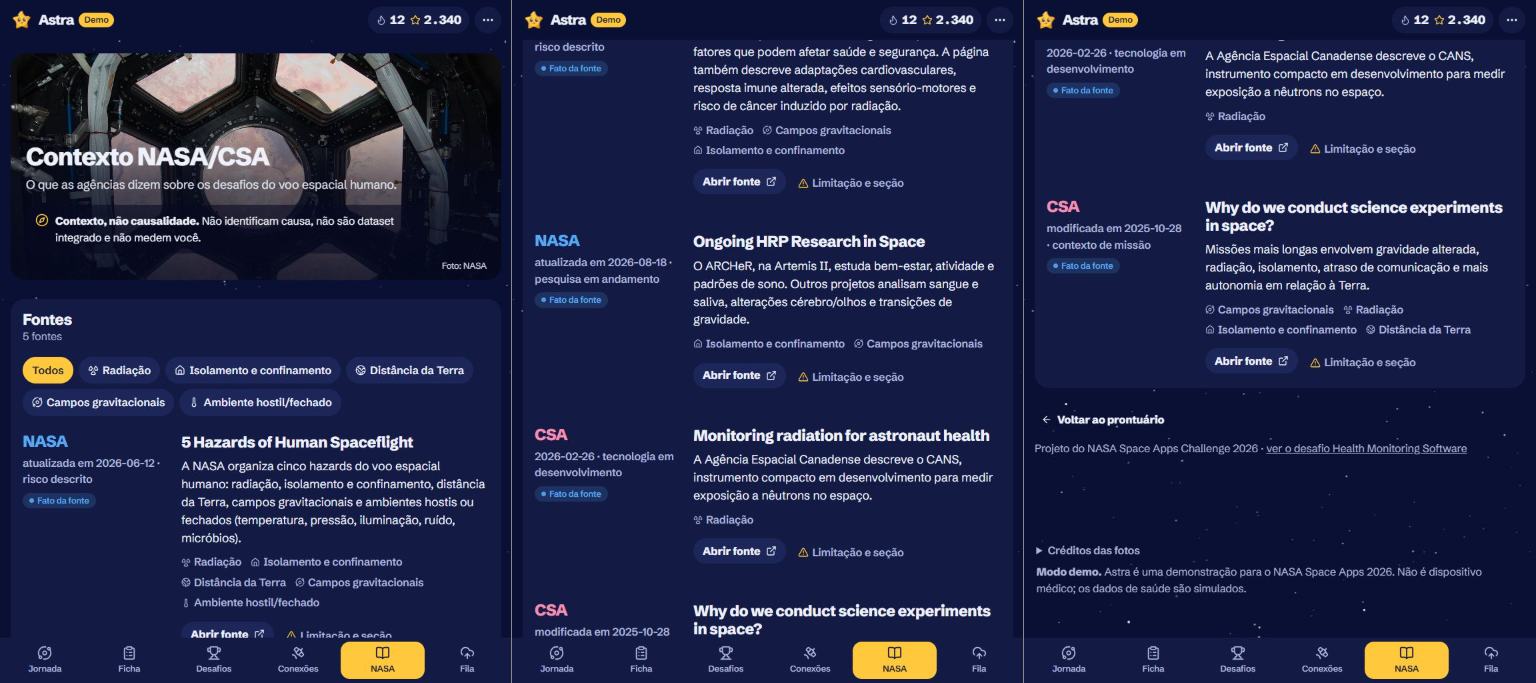 Astra Demo 12 2.340 ...
Contexto NASA/CSA
O que as agências dizem sobre os desafios do voo espacial humano.
Contexto, não causalidade. Não identificam causa, não são dataset
integrado e não medem você.
Foto: NASA
Fontes
5 fontes
Todos Radiação Isolamento e confinamento Distância da Terra
Campos gravitacionais Ambiente hostil/fechado
NASA
atualizada em 2026-06-12 ·
risco descrito
Fato da fonte
5 Hazards of Human Spaceflight
A NASA organiza cinco hazards do voo espacial
humano: radiação, isolamento e confinamento, distância
da Terra, campos gravitacionais e ambientes hostis ou
fechados (temperatura, pressão, iluminação, ruído,
micróbios).
Radiação Isolamento e confinamento
Distância da Terra Campos gravitacionais
Ambiente hostil/fechado
Abrir fonte Limitação e seção
Jornada Ficha Desafios Conexões NASA Fila
Astra Demo 12 2.340 ...
risco descrito
Fato da fonte
fatores que podem afetar saúde e segurança. A página
também descreve adaptações cardiovasculares,
resposta imune alterada, efeitos sensório-motores e
risco de câncer induzido por radiação.
Radiação Campos gravitacionais
Isolamento e confinamento
Abrir fonte Limitação e seção
NASA
atualizada em 2026-08-18 ·
pesquisa em andamento
Fato da fonte
Ongoing HRP Research in Space
O ARCHeR, na Artemis II, estuda bem-estar, atividade e
padrões de sono. Outros projetos analisam sangue e
saliva, alterações cérebro/olhos e transições de
gravidade.
Isolamento e confinamento Campos gravitacionais
Abrir fonte Limitação e seção
CSA
2026-02-26 · tecnologia em
desenvolvimento
Fato da fonte
Monitoring radiation for astronaut health
A Agência Espacial Canadense descreve o CANS,
instrumento compacto em desenvolvimento para medir
exposição a nêutrons no espaço.
Radiação
Abrir fonte Limitação e seção
CSA
modificada em 2025-10-28
Why do we conduct science experiments
in space?
Jornada Ficha Desafios Conexões NASA Fila
Astra Demo 12 2.340 ...
2026-02-26 · tecnologia em
desenvolvimento
Fato da fonte
A Agência Espacial Canadense descreve o CANS,
instrumento compacto em desenvolvimento para medir
exposição a nêutrons no espaço.
Radiação
Abrir fonte Limitação e seção
CSA
modificada em 2025-10-28
· contexto de missão
Fato da fonte
Why do we conduct science experiments
in space?
Missões mais longas envolvem gravidade alterada,
radiação, isolamento, atraso de comunicação e mais
autonomia em relação à Terra.
Campos gravitacionais Radiação
Isolamento e confinamento Distância da Terra
Abrir fonte Limitação e seção
← Voltar ao prontuário
Projeto do NASA Space Apps Challenge 2026 · ver o desafio Health Monitoring Software
Créditos das fotos
Modo demo. Astra é uma demonstração para o NASA Space Apps 2026. Não é dispositivo
médico; os dados de saúde são simulados.
Jornada Ficha Desafios Conexões NASA Fila